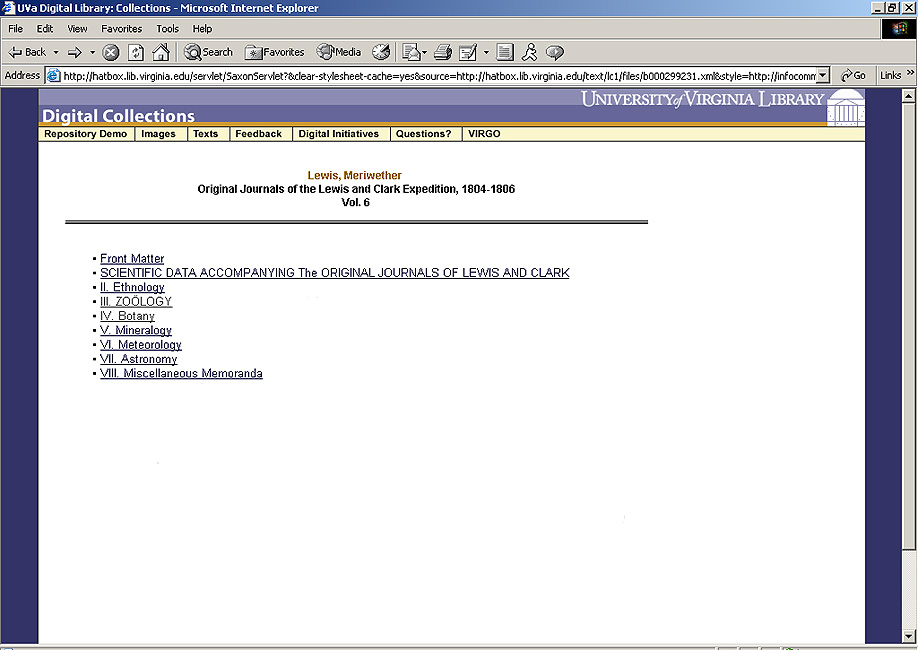 UVa Digital Library: Collections - Microsoft Internet Explorer
File Edit View Favorites Tools Help
Back Search Favorites Media
Address http://hatbox.lib.virginia.edu/servlet/SaxonServlet?&clear-stylesheet-cache=yes&source=http://hatbox.lib.virginia.edu/text/lc1/files/b000299231.xml&style=http://infocomm Go Links »
UNIVERSITY of VIRGINIA LIBRARY
Digital Collections
Repository Demo Images Texts Feedback Digital Initiatives Questions? VIRGO
Lewis, Meriwether
Original Journals of the Lewis and Clark Expedition, 1804-1806
Vol. 6
• Front Matter
• SCIENTIFIC DATA ACCOMPANYING The ORIGINAL JOURNALS OF LEWIS AND CLARK
• II. Ethnology
• III. ZOÖLOGY
• IV. Botany
• V. Mineralogy
• VI. Meteorology
• VII. Astronomy
• VIII. Miscellaneous Memoranda